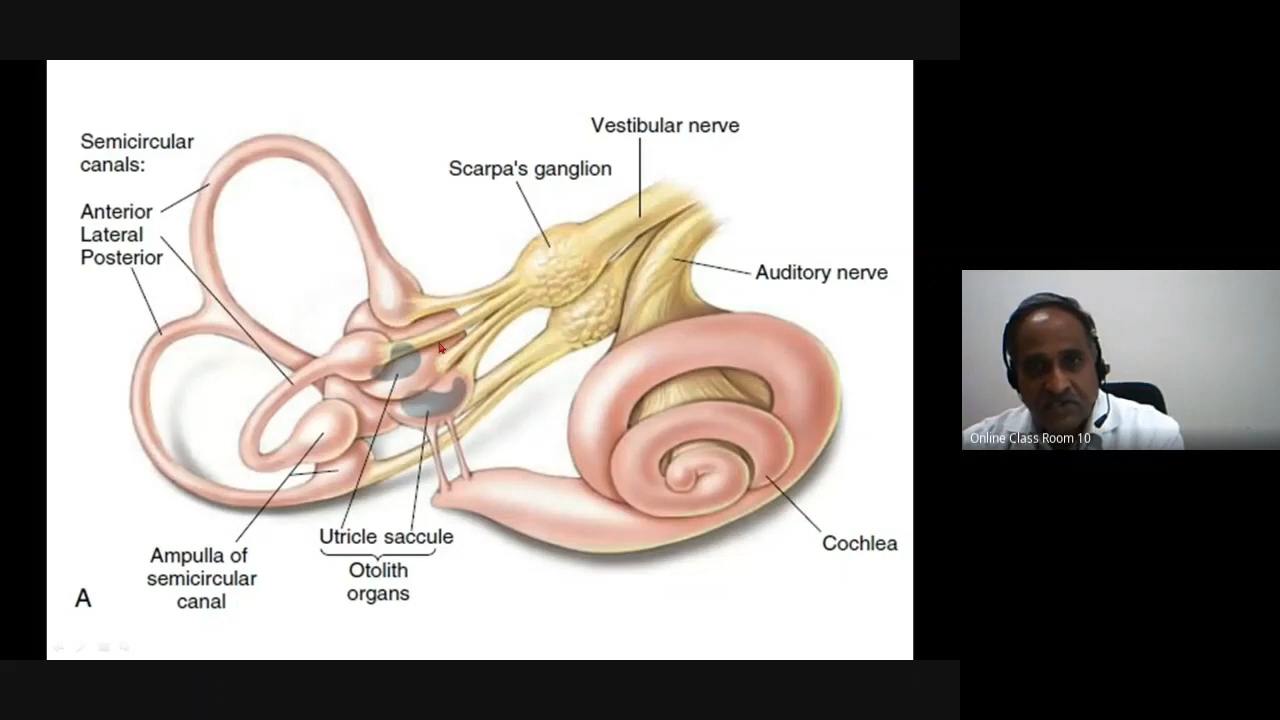 Vestibular nerve
Semicircular
canals:
Scarpa's ganglion
Anterior
Lateral
Posterior
Auditory nerve
Online Class Room 10
Utricle saccule
Cochlea
Ampulla of
semicircular
canal
Otolith
organs
A